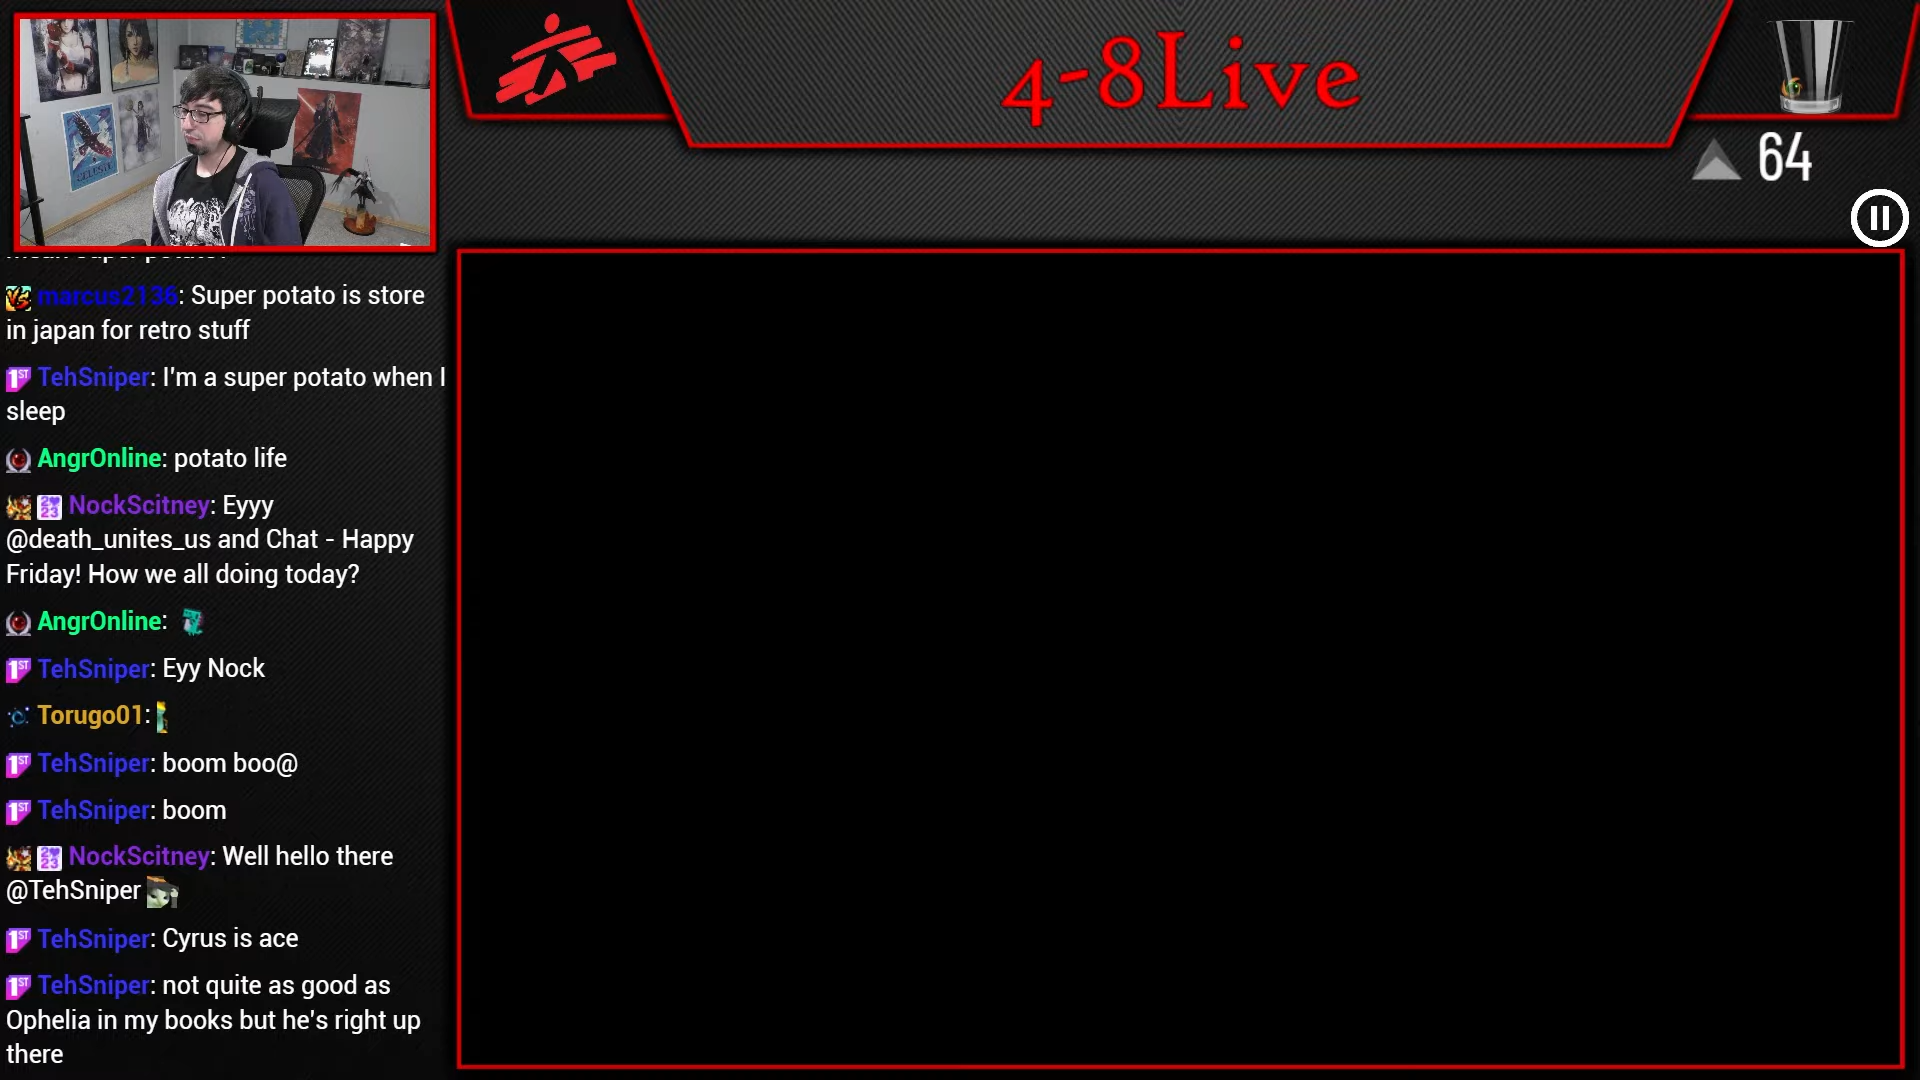 4-8Live
64
CELESTE
marcus2136: Super potato is store
in japan for retro stuff
TehSniper: I'm a super potato when I
sleep
AngrOnline: potato life
NockScitney: Eyyy
@death_unites_us and Chat - Happy
Friday! How we all doing today?
AngrOnline:
TehSniper: Eyy Nock
Torugo01:
TehSniper: boom boo@
TehSniper: boom
NockScitney: Well hello there
@TehSniper
TehSniper: Cyrus is ace
TehSniper: not quite as good as
Ophelia in my books but he's right up
there